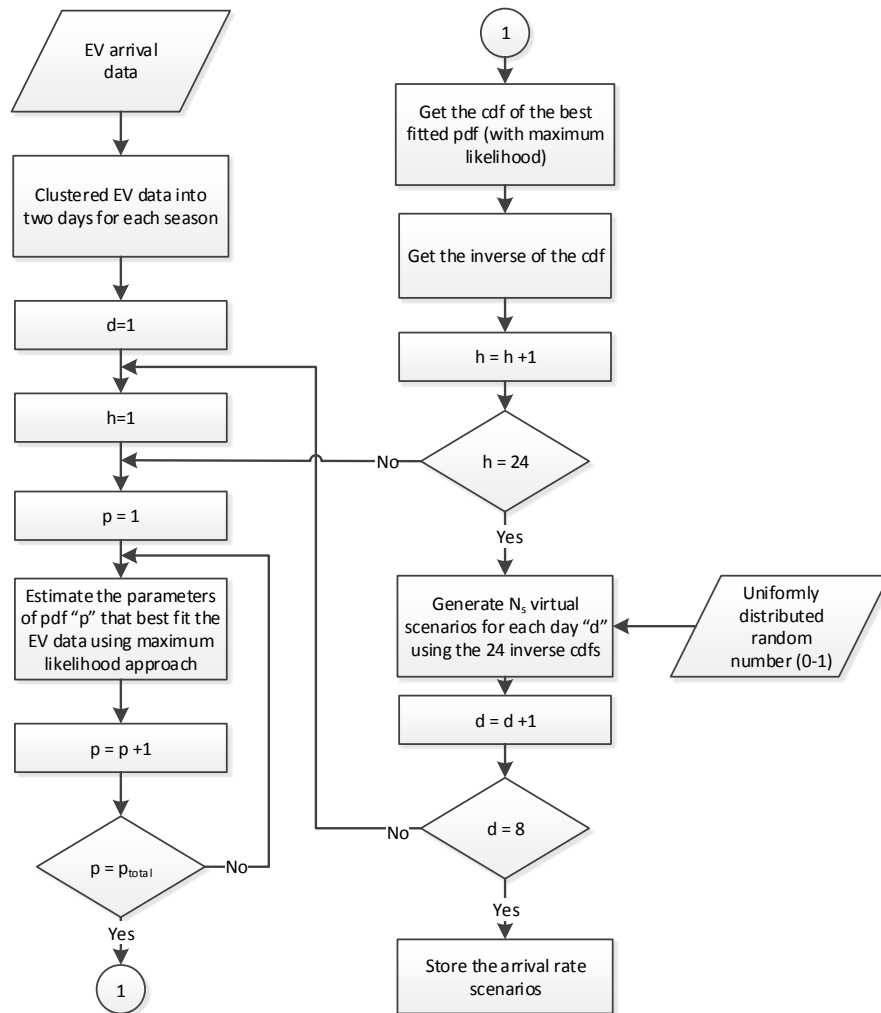 EV arrival
data
Clustered EV data into
two days for each season
d=1
h=1
p = 1
Estimate the parameters
of pdf “p” that best fit the
EV data using maximum
likelihood approach
p = p +1
p = p_total
No
Yes
1
1
Get the cdf of the best
fitted pdf (with maximum
likelihood)
Get the inverse of the cdf
h = h +1
h = 24
No
Yes
Generate N_s virtual
scenarios for each day “d”
using the 24 inverse cdfs
Uniformly
distributed
random
number (0-1)
d = d +1
d = 8
No
Yes
Store the arrival rate
scenarios